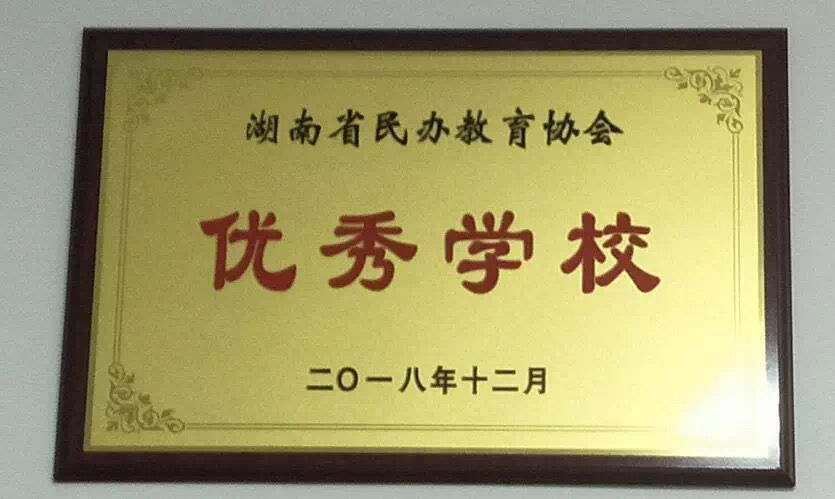 湖南省民办教育协会
优秀学校
二〇一八年十二月